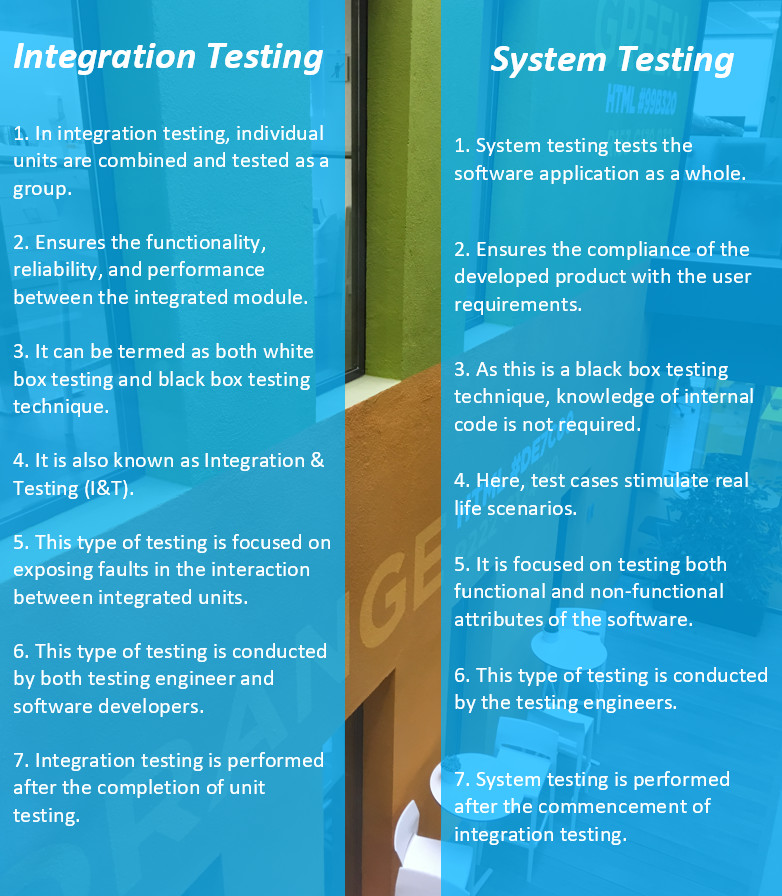 Integration Testing
1. In integration testing, individual
units are combined and tested as a
group.
2. Ensures the functionality,
reliability, and performance
between the integrated module.
3. It can be termed as both white
box testing and black box testing
technique.
4. It is also known as Integration &
Testing (I&T).
5. This type of testing is focused on
exposing faults in the interaction
between integrated units.
6. This type of testing is conducted
by both testing engineer and
software developers.
7. Integration testing is performed
after the completion of unit
testing.
System Testing
1. System testing tests the
software application as a whole.
2. Ensures the compliance of the
developed product with the user
requirements.
3. As this is a black box testing
technique, knowledge of internal
code is not required.
4. Here, test cases stimulate real
life scenarios.
5. It is focused on testing both
functional and non-functional
attributes of the software.
6. This type of testing is conducted
by the testing engineers.
7. System testing is performed
after the commencement of
integration testing.
ORANGE
GREEN